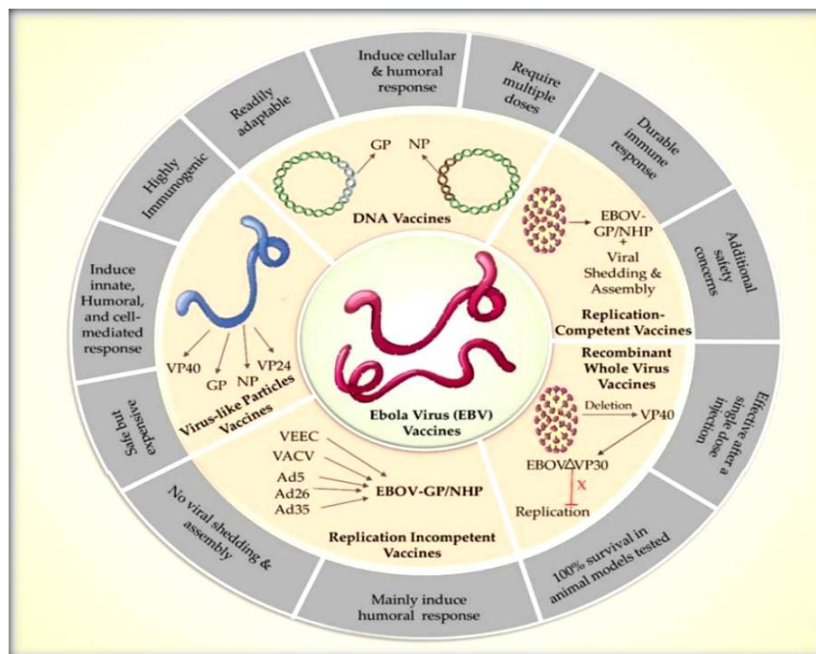 Induce cellular
& humoral
response
Require
multiple
doses
Durable
immune
response
Additional
safety
concerns
Effective after a
single dose
injection
100% survival in
animal models tested
Mainly induce
humoral response
No viral shedding &
assembly
Safe but
expensive
Induce
innate,
Humoral,
and cell-
mediated
response
Highly
Immunogenic
Readily
adaptable
GP
NP
DNA Vaccines
EBOV-
GP/NHP
+
Viral
Shedding &
Assembly
Replication-
Competent Vaccines
Recombinant
Whole Virus
Vaccines
Deletion
VP40
EBOVΔVP30
X
Replication
VEEC
VACV
Ad5
Ad26
Ad35
EBOV-GP/NHP
Replication Incompetent
Vaccines
VP40
GP
NP
VP24
Virus-like Particles
Vaccines
Ebola Virus (EBV)
Vaccines